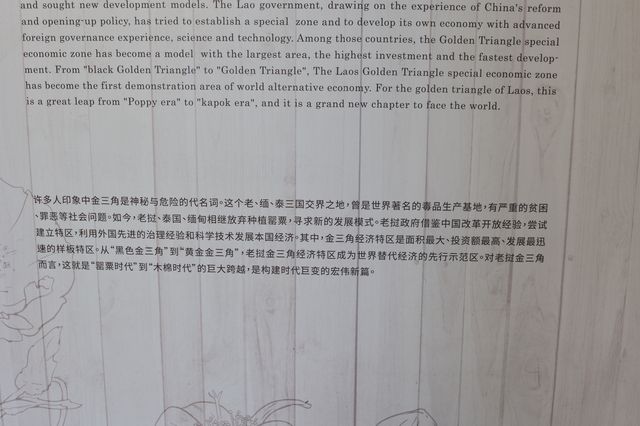 and sought new development models. The Lao government, drawing on the experience of China's reform
and opening-up policy, has tried to establish a special zone and to develop its own economy with advanced
foreign governance experience, science and technology. Among those countries, the Golden Triangle special
economic zone has become a model with the largest area, the highest investment and the fastest develop-
ment. From "black Golden Triangle" to "Golden Triangle", The Laos Golden Triangle special economic zone
has become the first demonstration area of world alternative economy. For the golden triangle of Laos, this
is a great leap from "Poppy era" to "kapok era", and it is a grand new chapter to face the world.
许多人印象中金三角是神秘与危险的代名词。这个老、缅、泰三国交界之地，曾是世界著名的毒品生产基地，有严重的贫困
、罪恶等社会问题。如今，老挝、泰国、缅甸相继放弃种植罂粟，寻求新的发展模式。老挝政府借鉴中国改革开放经验，尝试
建立特区，利用外国先进的治理经验和科学技术发展本国经济。其中，金三角经济特区是面积最大、投资额最高、发展最迅
速的样板特区。从“黑色金三角”到“黄金金三角”，老挝金三角经济特区成为世界替代经济的先行示范区。对老挝金三角
而言，这就是“罂粟时代”到“木棉时代”的巨大跨越，是构建时代巨变的宏伟新篇。